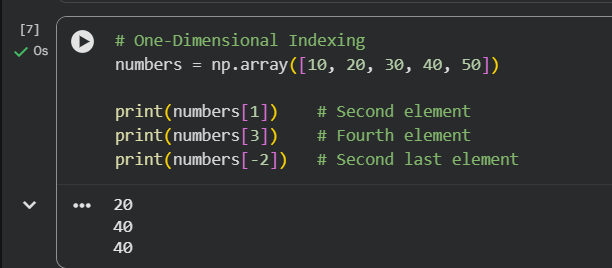 [7]
0s
# One-Dimensional Indexing
numbers = np.array([10, 20, 30, 40, 50])
print(numbers[1])    # Second element
print(numbers[3])    # Fourth element
print(numbers[-2])   # Second last element
20
40
40